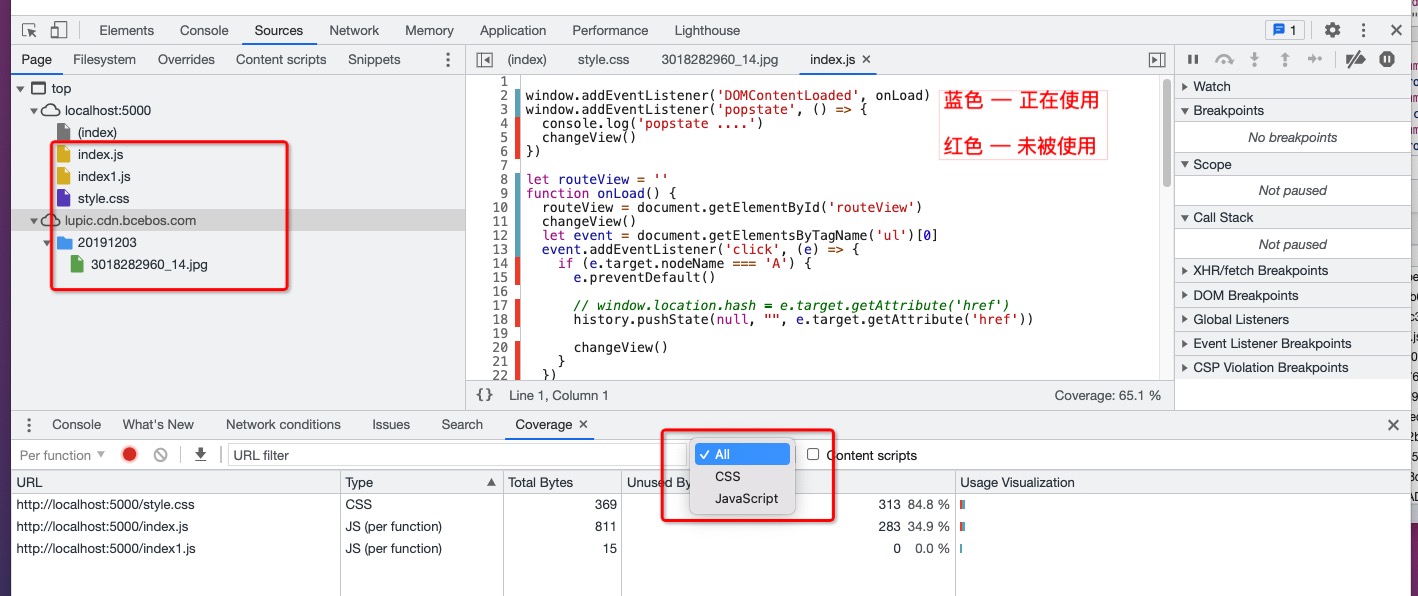 Elements Console Sources Network Memory Application Performance Lighthouse 1
Page Filesystem Overrides Content scripts Snippets (index) style.css 3018282960_14.jpg index.js
top
localhost:5000
(index)
index.js
index1.js
style.css
lupic.cdn.bcebos.com
20191203
3018282960_14.jpg
1
2 window.addEventListener('DOMContentLoaded', onLoad)
3 window.addEventListener('popstate', () => {
4 console.log('popstate ....')
5 changeView()
6 })
7
8 let routeView = ''
9 function onLoad() {
10 routeView = document.getElementById('routeView')
11 changeView()
12 let event = document.getElementsByTagName('ul')[0]
13 event.addEventListener('click', (e) => {
14 if (e.target.nodeName === 'A') {
15 e.preventDefault()
16
17 // window.location.hash = e.target.getAttribute('href')
18 history.pushState(null, "", e.target.getAttribute('href'))
19
20 changeView()
21 }
22 })
蓝色 — 正在使用
红色 — 未被使用
{} Line 1, Column 1 Coverage: 65.1 %
Watch
Breakpoints
No breakpoints
Scope
Not paused
Call Stack
Not paused
XHR/fetch Breakpoints
DOM Breakpoints
Global Listeners
Event Listener Breakpoints
CSP Violation Breakpoints
Console What's New Network conditions Issues Search Coverage
Per function URL filter All Content scripts
CSS
JavaScript
URL Type Total Bytes Unused By Usage Visualization
http://localhost:5000/style.css CSS 369 313 84.8 %
http://localhost:5000/index.js JS (per function) 811 283 34.9 %
http://localhost:5000/index1.js JS (per function) 15 0 0.0 %